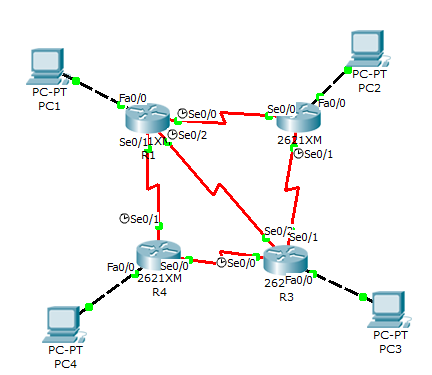 PC-PT
PC1
Fa0/0
Se0/0
Se0/0
Fa0/0
PC-PT
PC2
Se0/2
Se0/1
R1
Se0/1
Se0/1
Se0/1
Fa0/0
Se0/0
2621XM
R4
Se0/0
262
R3
Fa0/0
PC-PT
PC3
PC-PT
PC4